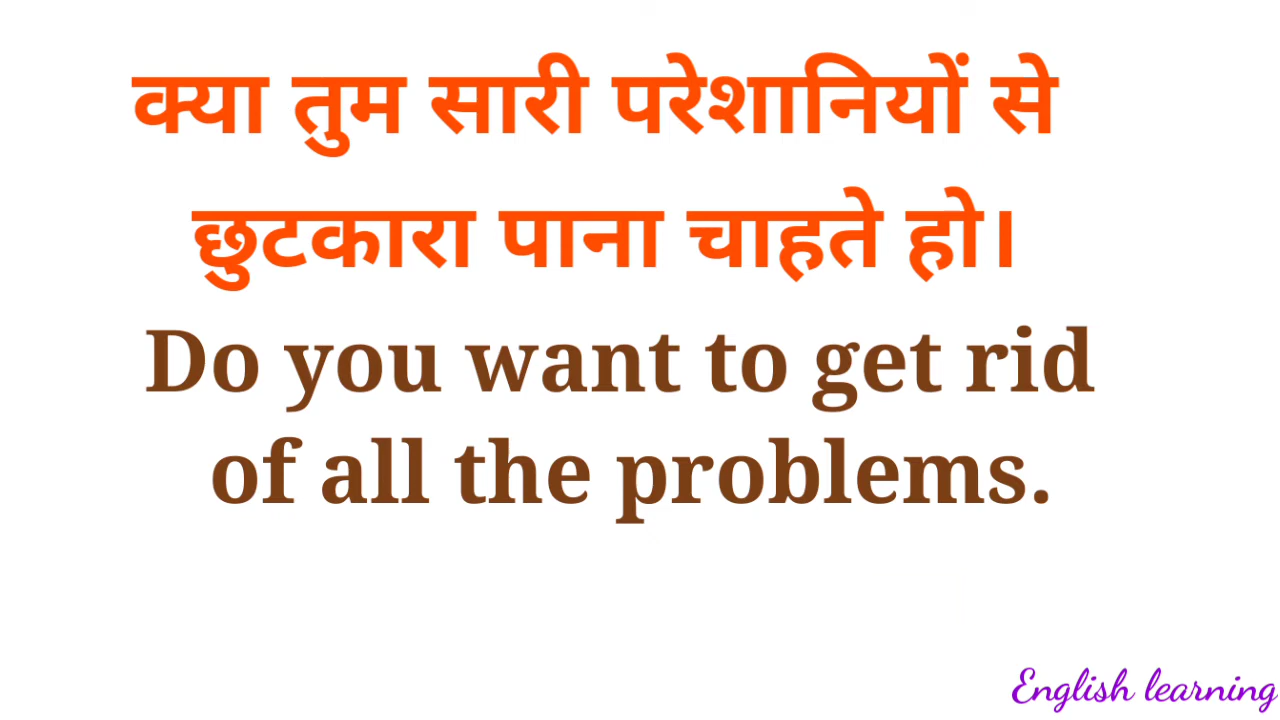 क्या तुम सारी परेशानियों से
छुटकारा पाना चाहते हो।
Do you want to get rid
of all the problems.
English learning